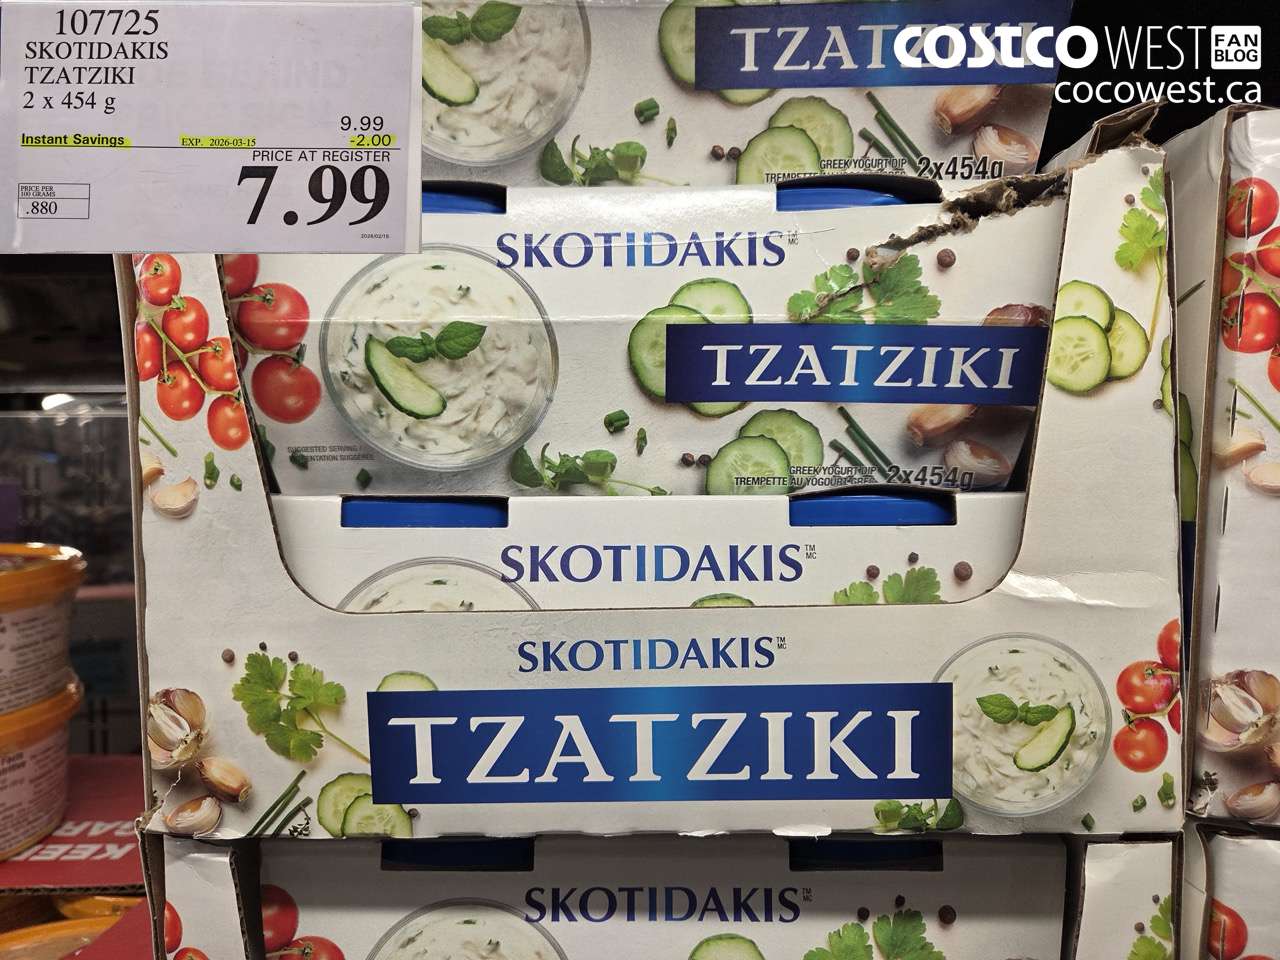 107725
SKOTIDAKIS
TZATZIKI
2 x 454 g
9.99
Instant Savings EXP. 2026-03-15 -2.00
PRICE AT REGISTER
7.99
PRICE PER
100 GRAMS
.880
2026/02/16
COSTCO WEST FAN BLOG
cocowest.ca
TZATZIKI
GREEK YOGURT DIP 2x454g
SKOTIDAKIS MC
TZATZIKI
SUGGESTED SERVING /
GREEK YOGURT DIP
TREMPETTE AU YOGOURT GREC 2x454g
SKOTIDAKIS TM MC
SKOTIDAKIS TM MC
TZATZIKI
KEE
SKOTIDAKIS TM MC